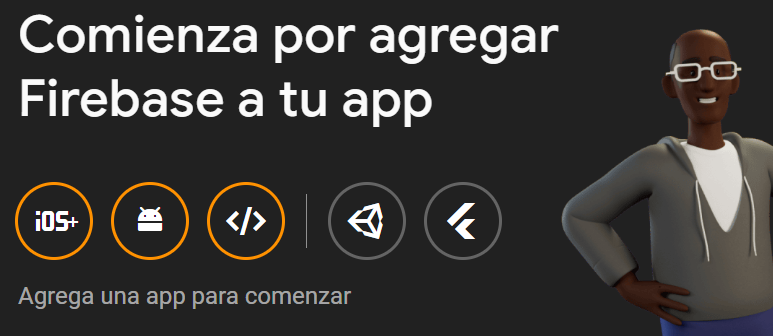 Comienza por agregar
Firebase a tu app
iOS+
</>
Agrega una app para comenzar